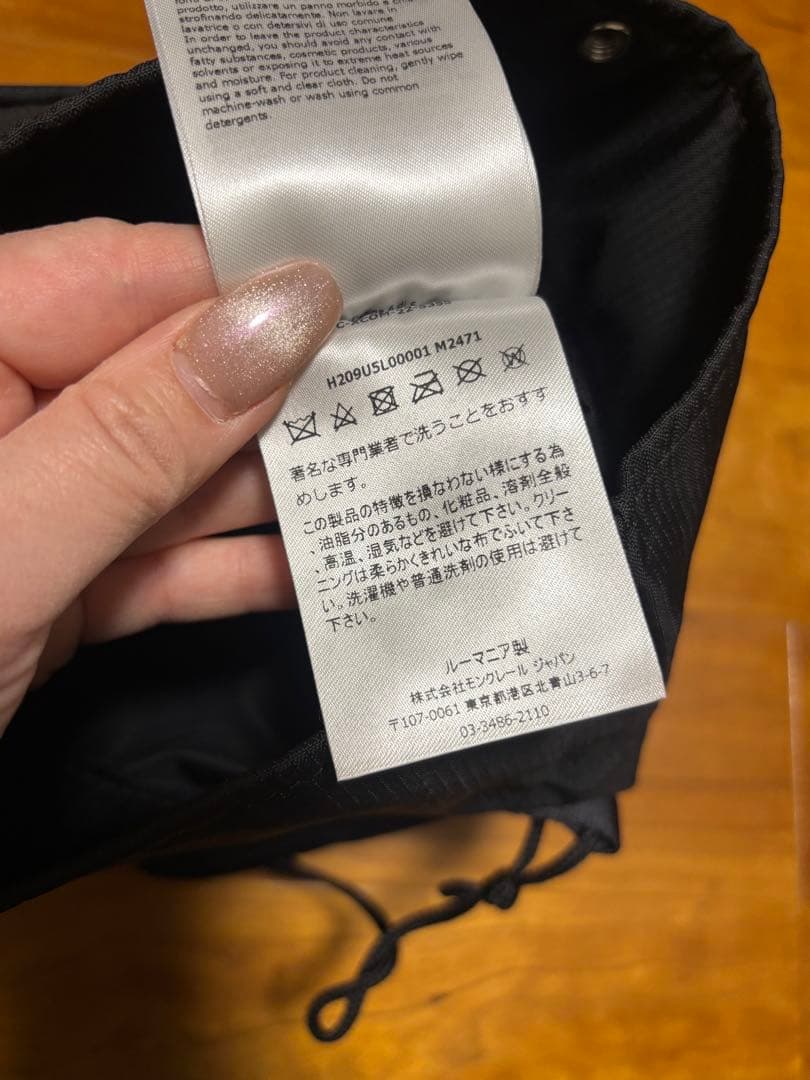 prodotto, utilizzare un panno morbido e
strofinando delicatamente. Non lavare in
lavatrice o con detersivi di uso comune
In order to leave the product characteristics
unchanged, you should avoid any contact with
fatty substances, cosmetic products, various
solvents or exposing it to extreme heat sources
and moisture. For product cleaning, gently wipe
using a soft and clear cloth. Do not
machine-wash or wash using common
detergents.
H209U5L00001 M2471
著名な専門業者で洗うことをおすす
めします。
この製品の特徴を損なわない様にする為
、油脂分のあるもの、化粧品、溶剤全般
、高温、湿気などを避けて下さい。クリー
ニングは柔らかくきれいな布でふいて下さ
い。洗濯機や普通洗剤の使用は避けて
下さい。
ルーマニア製
株式会社モンクレール ジャパン
〒107-0061 東京都港区北青山3-6-7
03-3486-2110